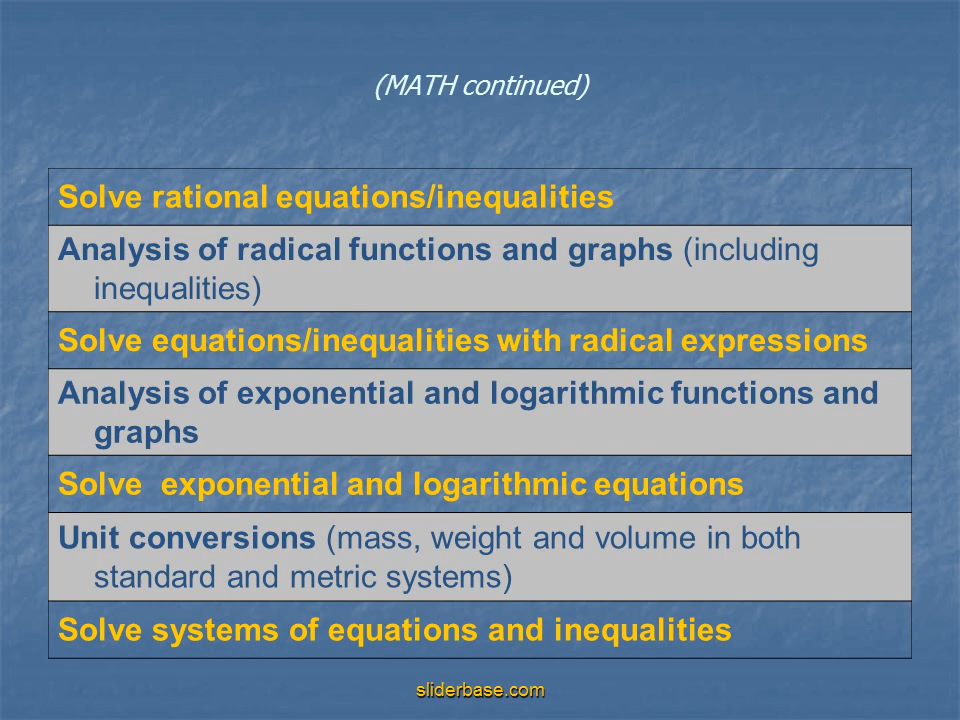 (MATH continued)
Solve rational equations/inequalities
Analysis of radical functions and graphs (including
inequalities)
Solve equations/inequalities with radical expressions
Analysis of exponential and logarithmic functions and
graphs
Solve  exponential and logarithmic equations
Unit conversions (mass, weight and volume in both
standard and metric systems)
Solve systems of equations and inequalities
sliderbase.com